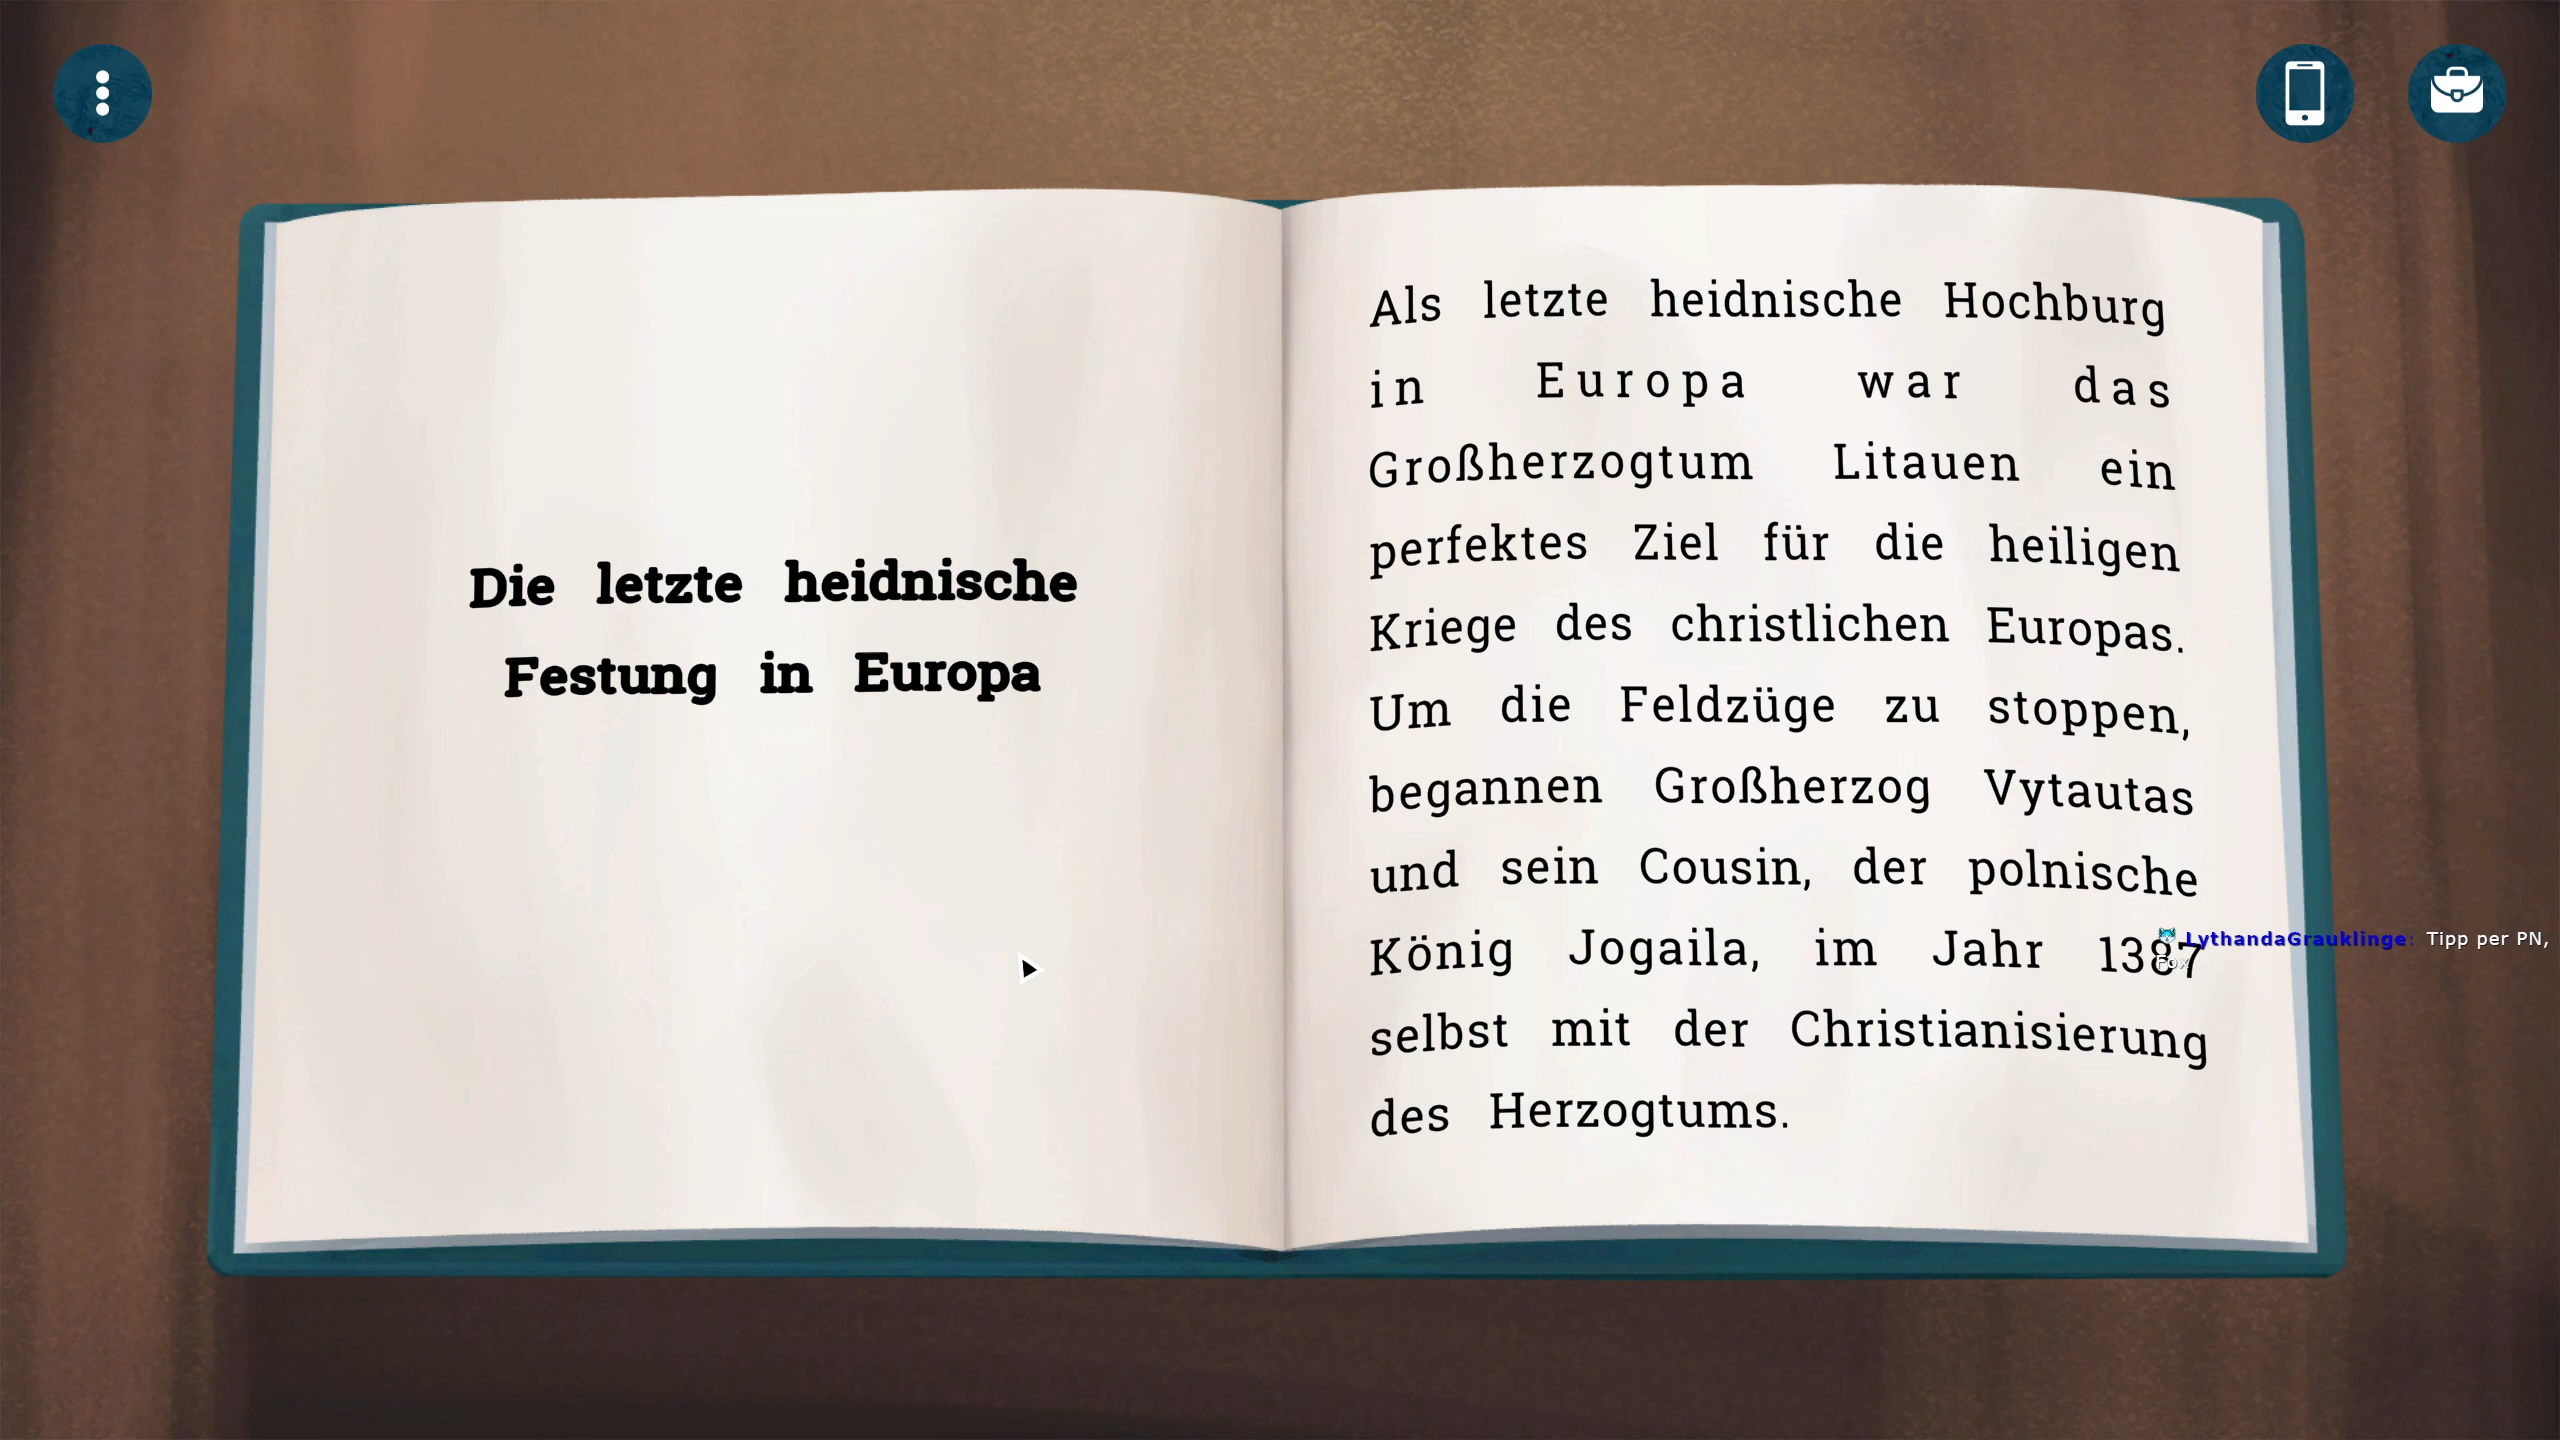 Die letzte heidnische
Festung in Europa
Als letzte heidnische Hochburg
in Europa war das
Großherzogtum Litauen ein
perfektes Ziel für die heiligen
Kriege des christlichen Europas.
Um die Feldzüge zu stoppen,
begannen Großherzog Vytautas
und sein Cousin, der polnische
König Jogaila, im Jahr 1387
selbst mit der Christianisierung
des Herzogtums.
LythandaGrauklinge: Tipp per PN,
Fox